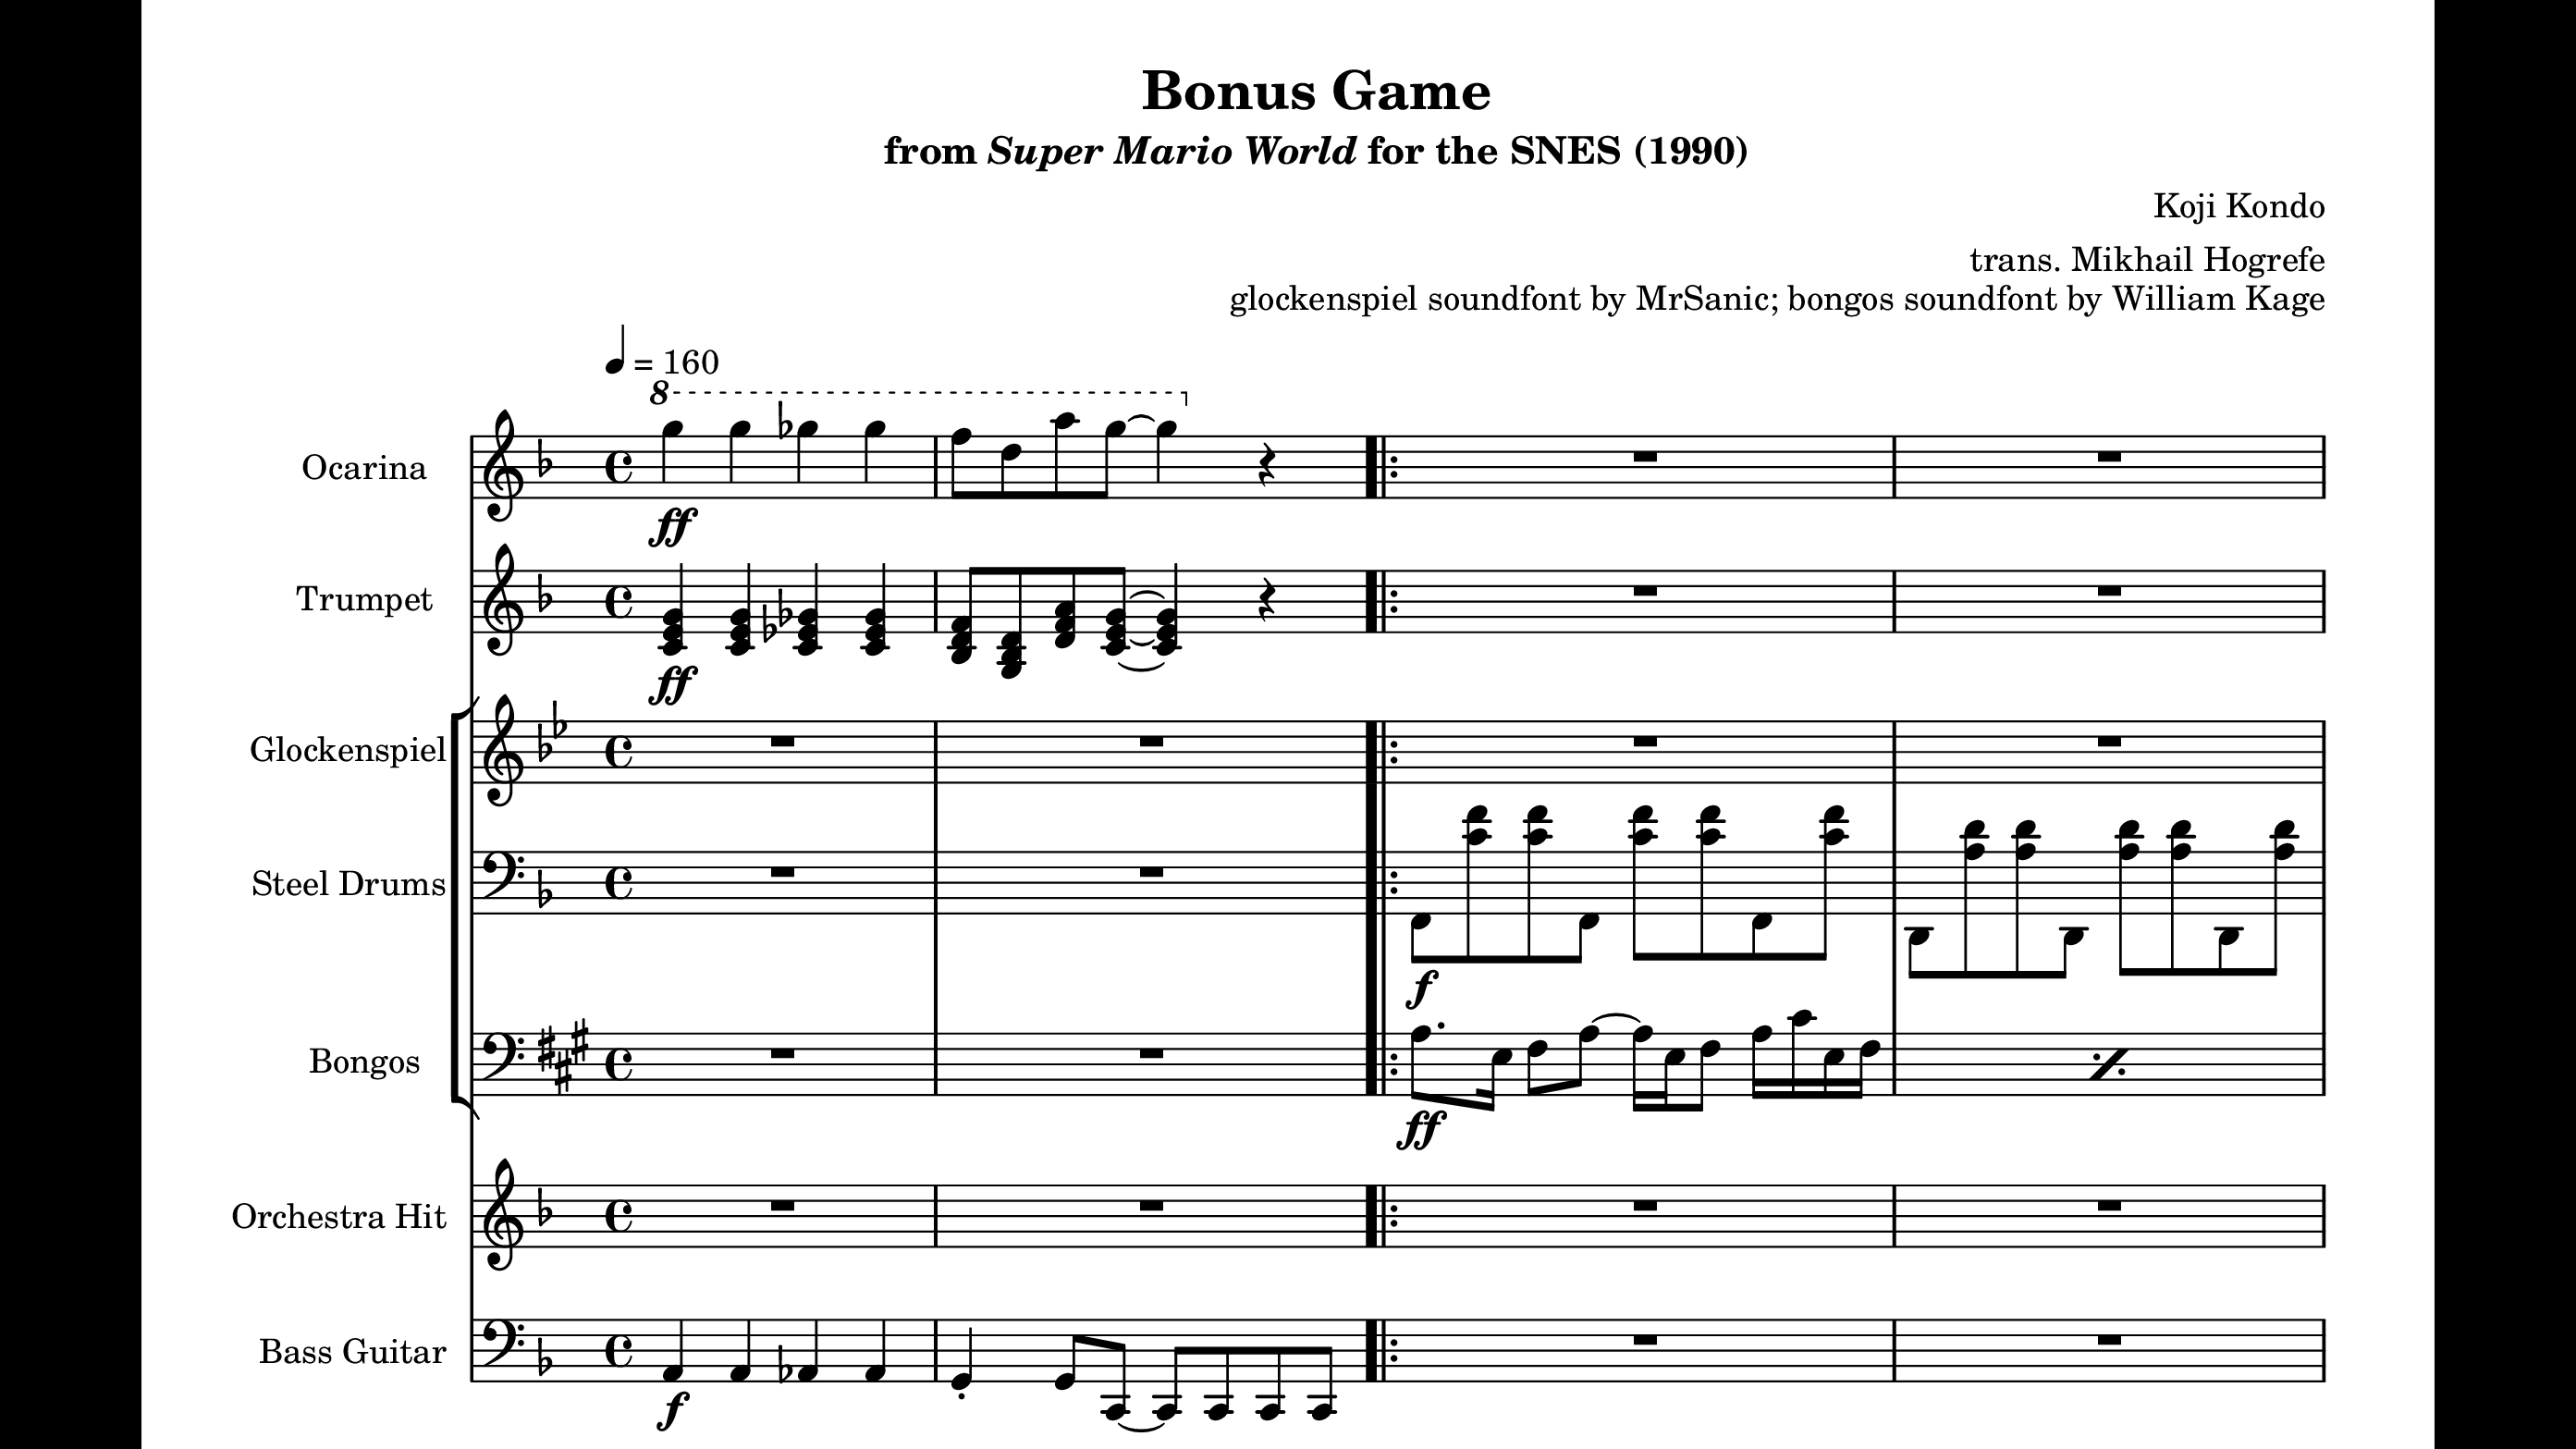 Bonus Game
from Super Mario World for the SNES (1990)
Koji Kondo
trans. Mikhail Hogrefe
glockenspiel soundfont by MrSanic; bongos soundfont by William Kage
= 160
8
Ocarina
ff
Trumpet
ff
Glockenspiel
Steel Drums
f
Bongos
ff
Orchestra Hit
Bass Guitar
f